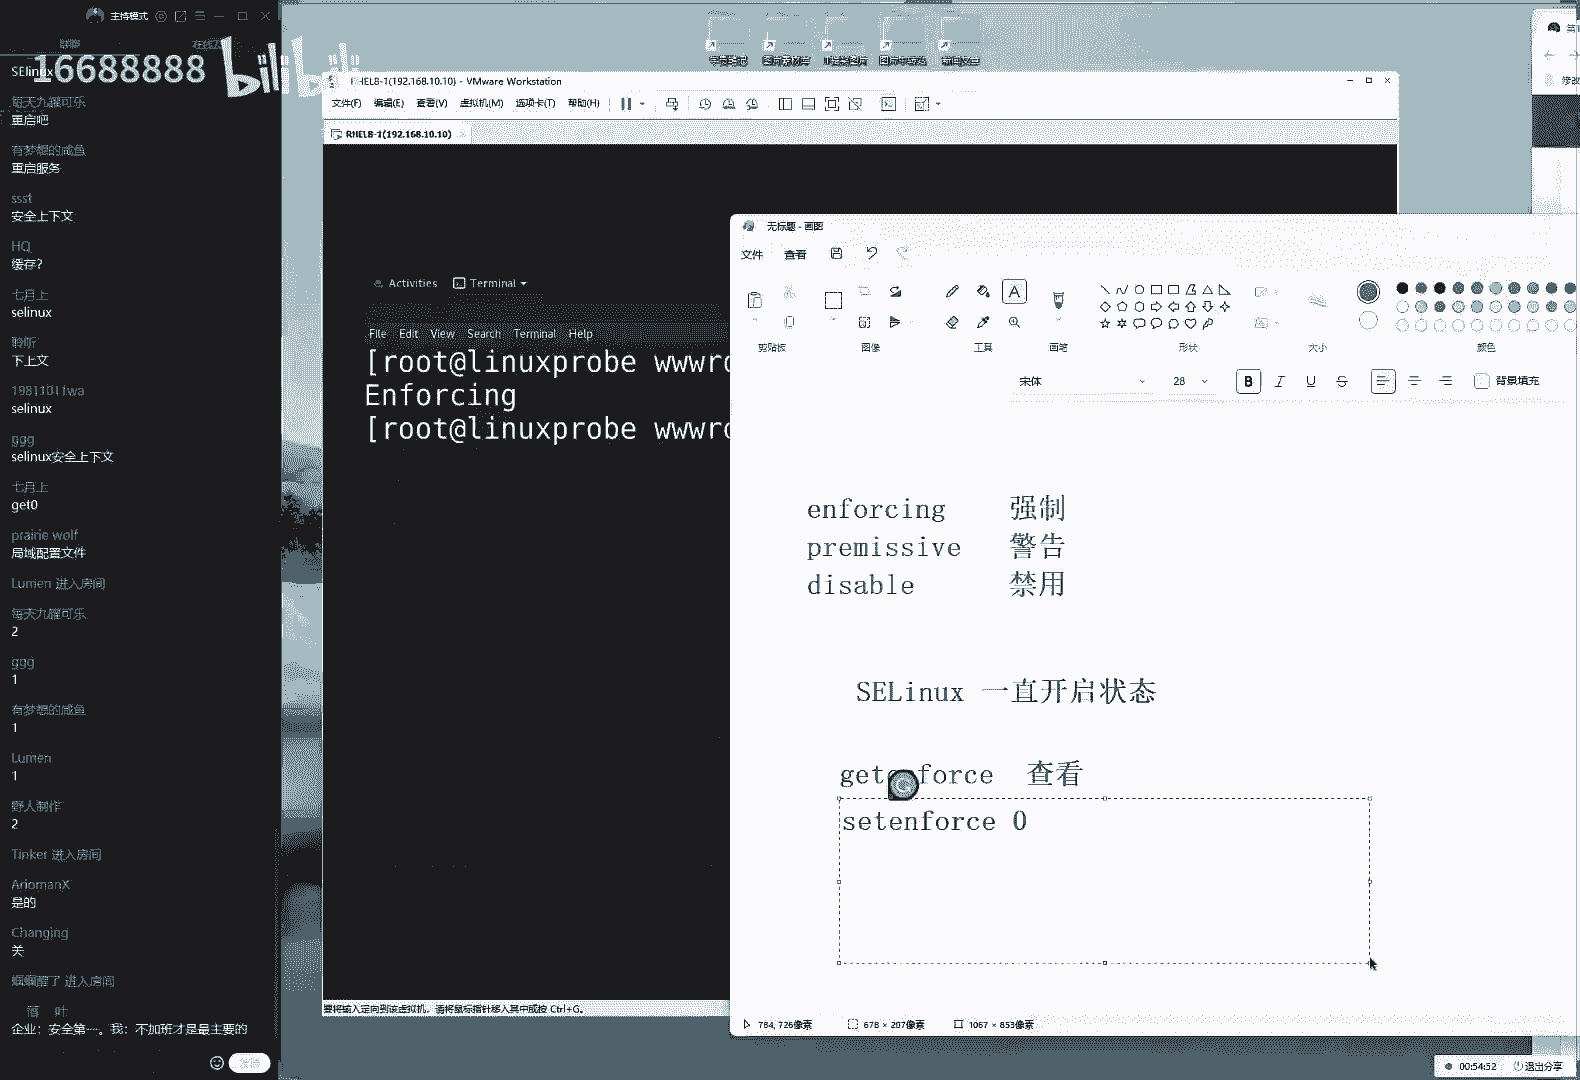 主持模式
SElinux
16688888
bilibili
每天九罐可乐
重启吧
有梦想的咸鱼
重启服务
ssst
安全上下文
HQ
缓存?
七月上
selinux
聆听
下上文
selinux
ggg
selinux安全上下文
七月上
get0
prairie wolf
局域配置文件
Lumen 进入房间
每天九罐可乐
2
ggg
1
有梦想的咸鱼
1
Lumen
1
野人制作
2
Tinker 进入房间
AriomanX
是的
Changing
关
进入房间
落 叶
企业：安全第一。我：不加班才是最主要的
发送
RHEL8-1(192.168.10.10) - VMware Workstation
文件(F) 编辑(E) 查看(V) 虚拟机(M) 选项卡(T) 帮助(H)
RHEL8-1(192.168.10.10)
Activities Terminal
File Edit View Search Terminal Help
[root@linuxprobe wwwro
Enforcing
[root@linuxprobe wwwro
要将输入定向到该虚拟机，请将鼠标指针移入其中或按 Ctrl+G。
无标题 - 画图
文件 查看
剪贴板 图像 工具 画笔 形状 大小 颜色
宋体 28 B I U S 背景填充
enforcing 强制
premissive 警告
disable 禁用
SELinux 一直开启状态
getenforce 查看
setenforce 0
784, 726像素 678 × 207像素 1067 × 853像素
修改
00:54:52 退出分享